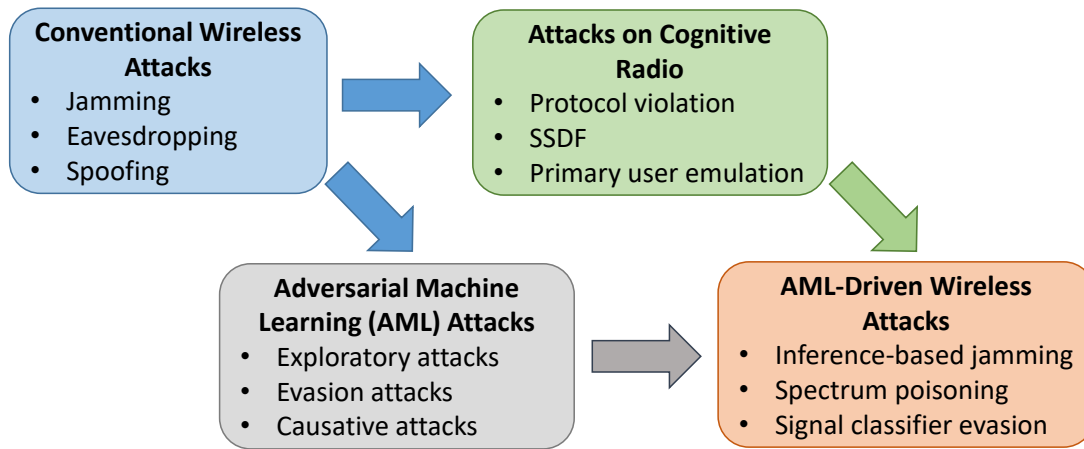 Conventional Wireless
Attacks
• Jamming
• Eavesdropping
• Spoofing
Attacks on Cognitive
Radio
• Protocol violation
• SSDF
• Primary user emulation
Adversarial Machine
Learning (AML) Attacks
• Exploratory attacks
• Evasion attacks
• Causative attacks
AML-Driven Wireless
Attacks
• Inference-based jamming
• Spectrum poisoning
• Signal classifier evasion